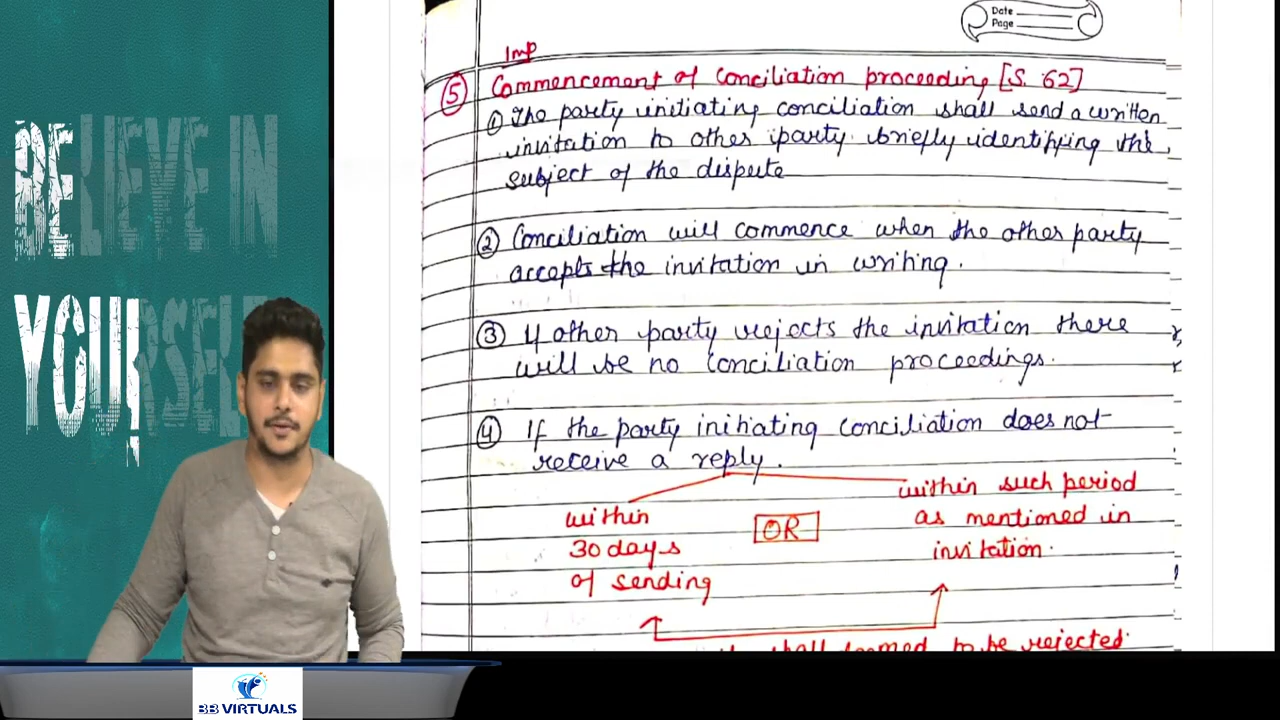 BELIEVE IN
YOURSELF
Date
Page
Imp
⑤ Commencement of conciliation proceeding [S. 62]
① The party initiating conciliation shall send a written
invitation to other party briefly identifying the
subject of the dispute
② Conciliation will commence when the other party
accepts the invitation in writing.
③ If other party rejects the invitation there
will be no conciliation proceedings.
④ If the party initiating conciliation does not
receive a reply.
within
30 days
of sending
OR
within such period
as mentioned in
invitation.
shall deemed to be rejected.
BB VIRTUALS